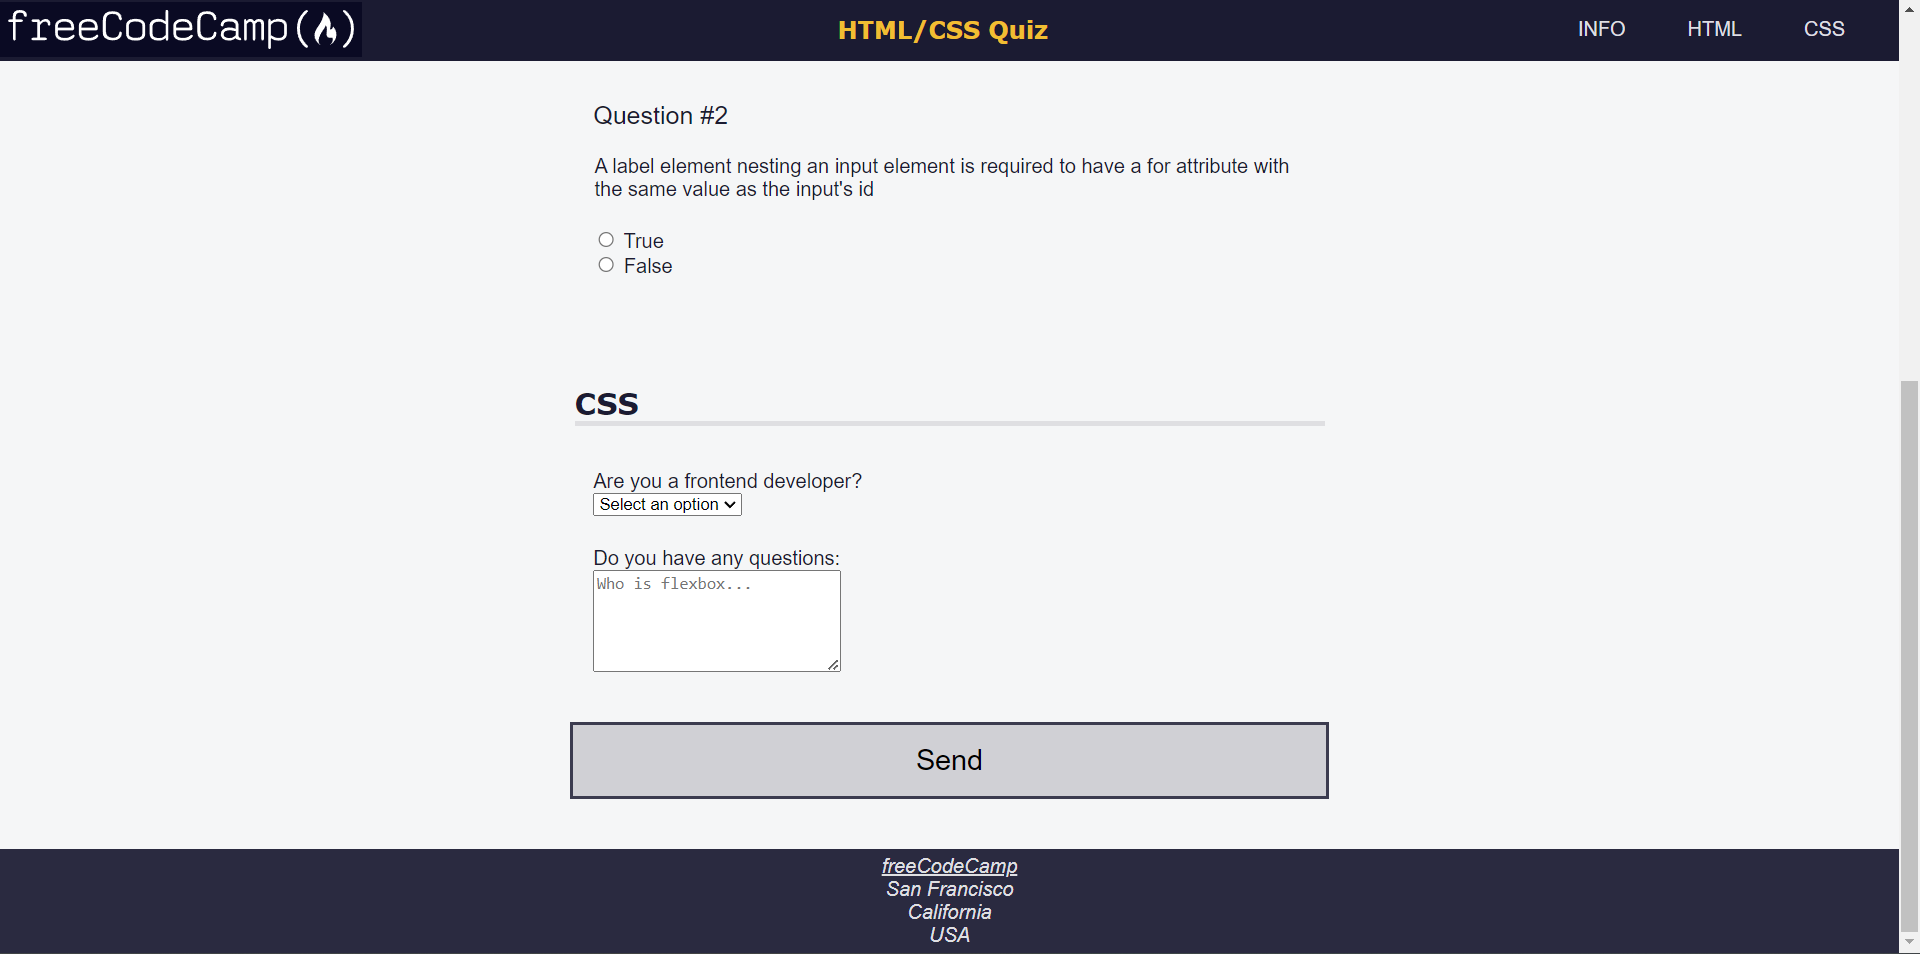 freeCodeCamp
HTML/CSS Quiz
INFO
HTML
CSS
Question #2
A label element nesting an input element is required to have a for attribute with
the same value as the input's id
True
False
CSS
Are you a frontend developer?
Select an option
Do you have any questions:
Who is flexbox...
Send
freeCodeCamp
San Francisco
California
USA